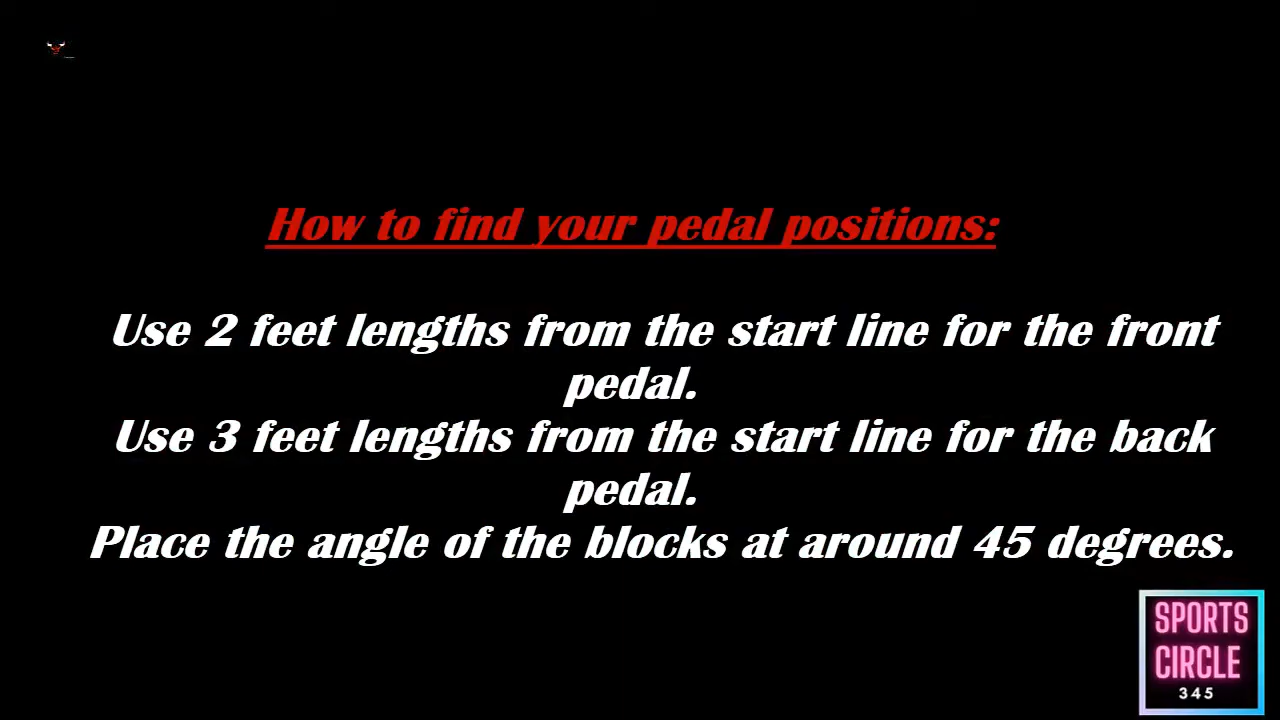 How to find your pedal positions:
Use 2 feet lengths from the start line for the front
pedal.
Use 3 feet lengths from the start line for the back
pedal.
Place the angle of the blocks at around 45 degrees.
SPORTS
CIRCLE
345